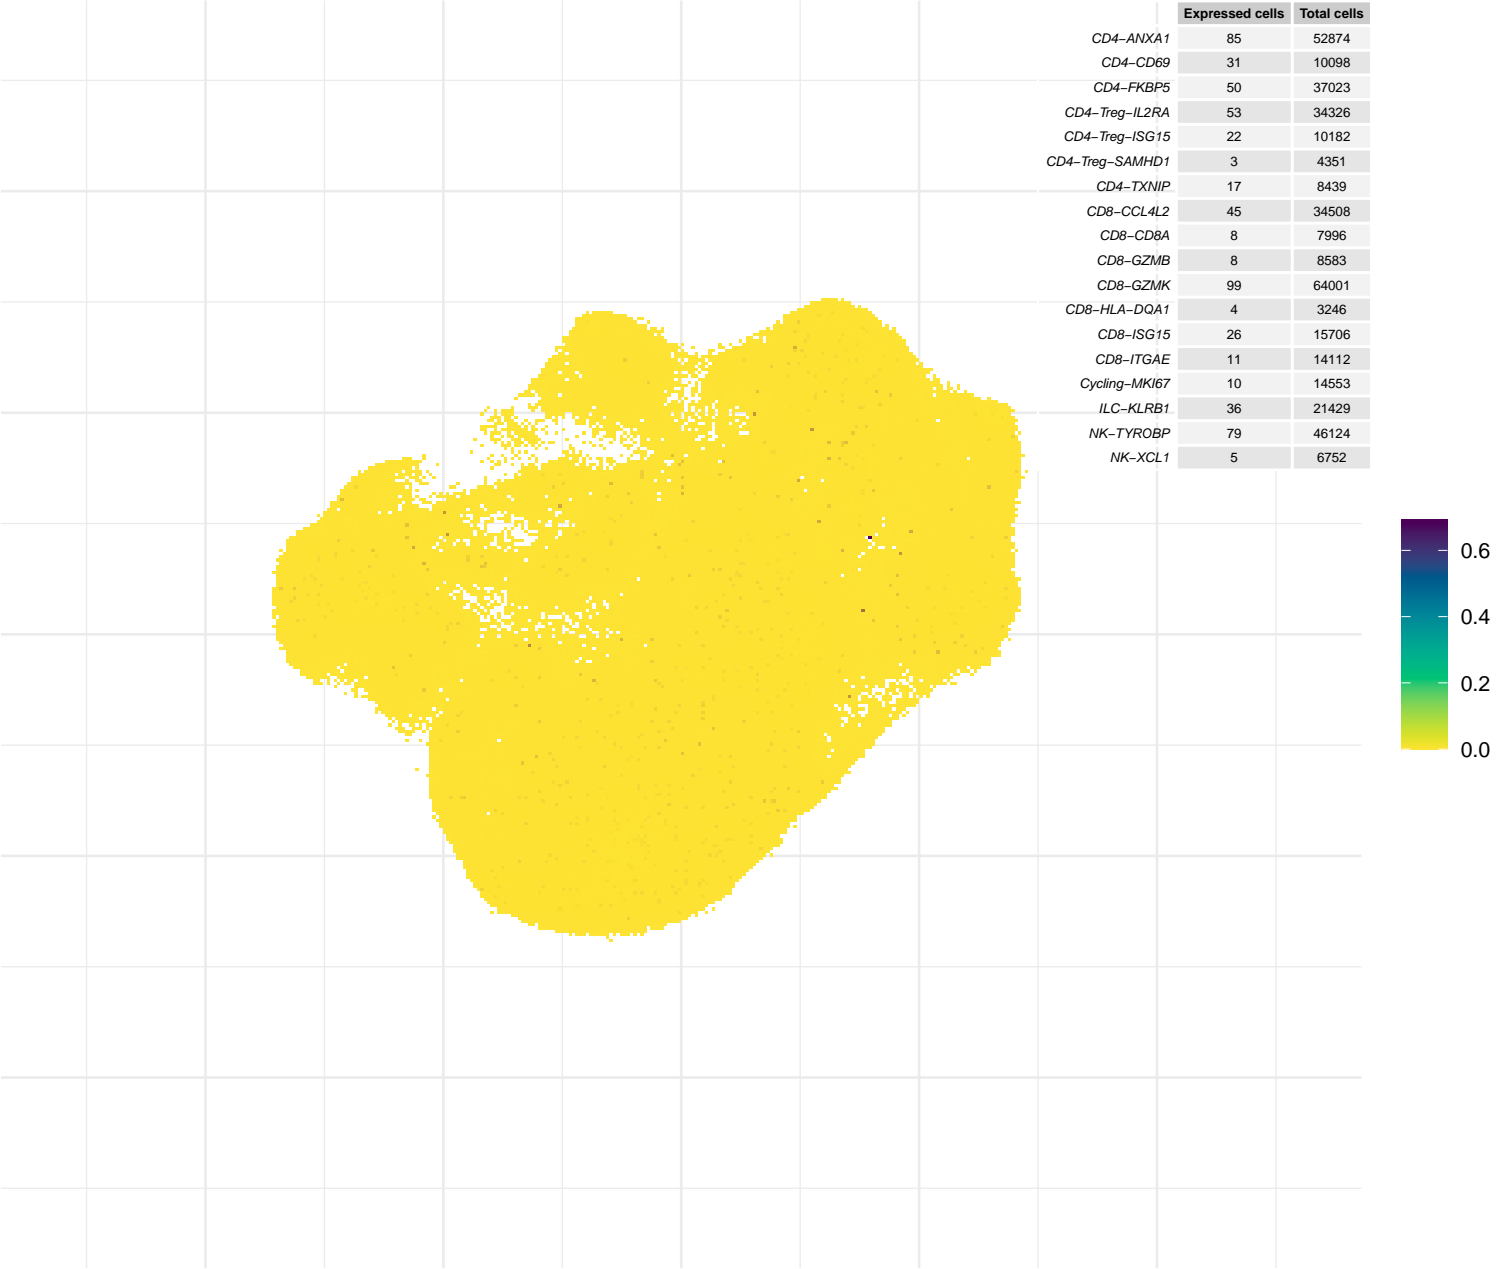 Expressed cells Total cells
CD4−ANXA1 85 52874
CD4−CD69 31 10098
CD4−FKBP5 50 37023
CD4−Treg−IL2RA 53 34326
CD4−Treg−ISG15 22 10182
CD4−Treg−SAMHD1 3 4351
CD4−TXNIP 17 8439
CD8−CCL4L2 45 34508
CD8−CD8A 8 7996
CD8−GZMB 8 8583
CD8−GZMK 99 64001
CD8−HLA−DQA1 4 3246
CD8−ISG15 26 15706
CD8−ITGAE 11 14112
Cycling−MKI67 10 14553
ILC−KLRB1 36 21429
NK−TYROBP 79 46124
NK−XCL1 5 6752
0.6
0.4
0.2
0.0